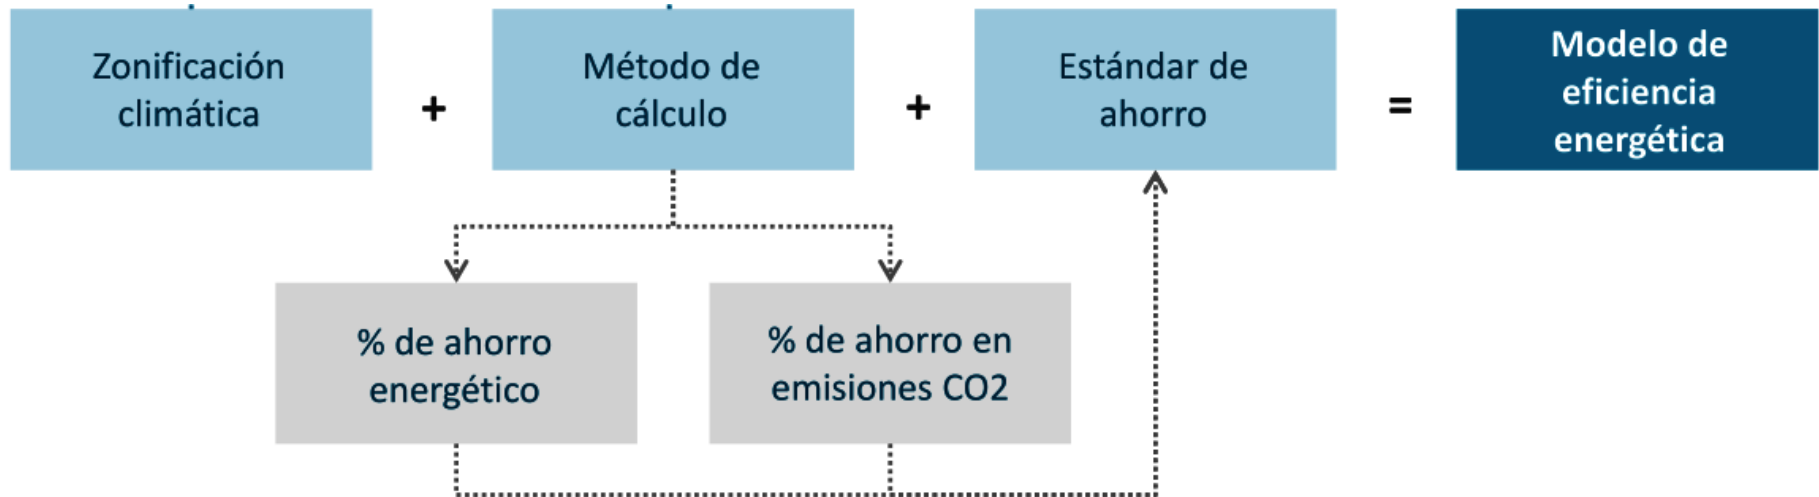 Zonificación
climática
+
Método de
cálculo
+
Estándar de
ahorro
=
Modelo de
eficiencia
energética
% de ahorro
energético
% de ahorro en
emisiones CO2